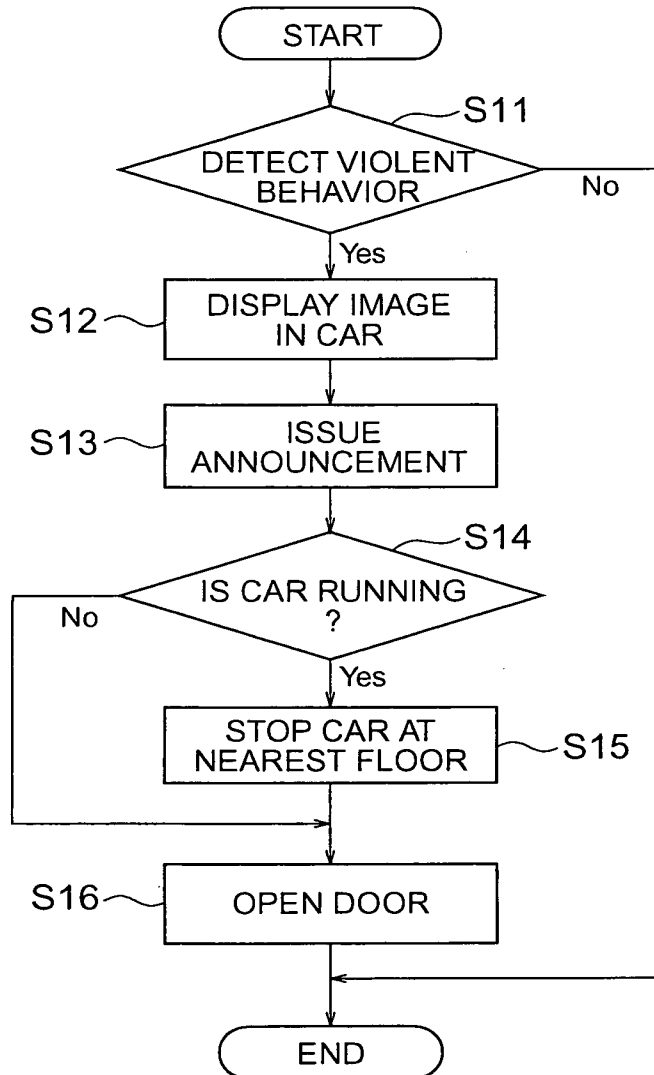 START
S11
DETECT VIOLENT
BEHAVIOR
No
Yes
S12
DISPLAY IMAGE
IN CAR
S13
ISSUE
ANNOUNCEMENT
S14
IS CAR RUNNING
?
No
Yes
STOP CAR AT
NEAREST FLOOR
S15
S16
OPEN DOOR
END